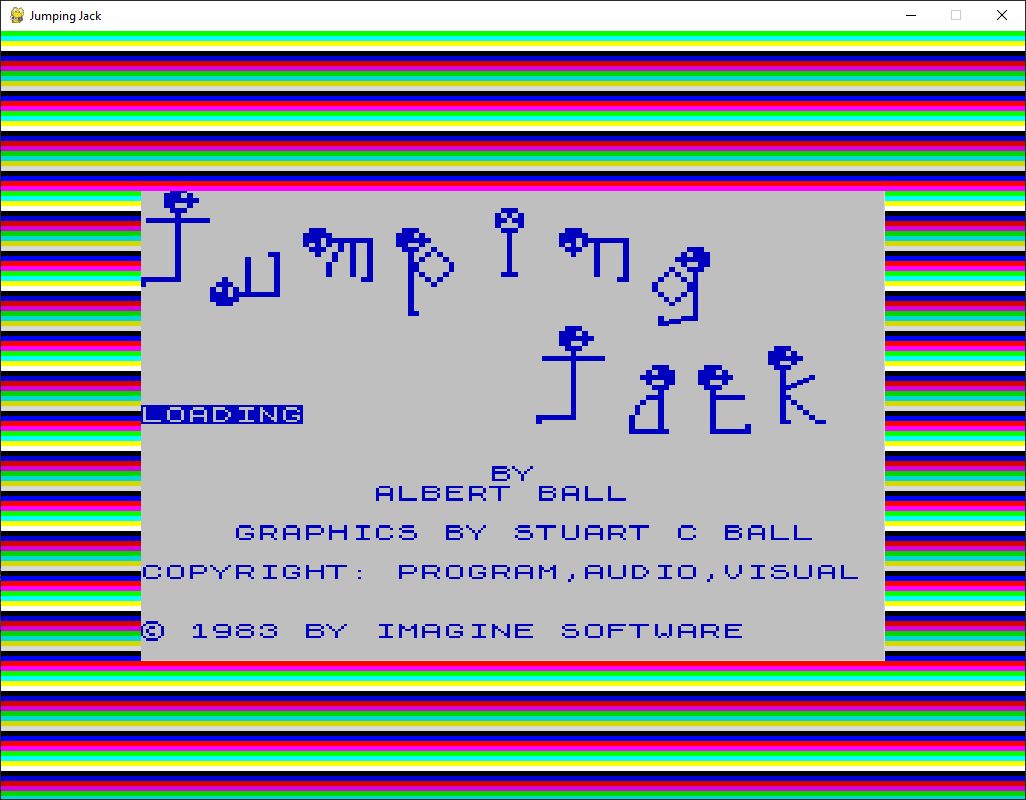 Jumping Jack
Jumping
Jack
LOADING
BY
ALBERT BALL
GRAPHICS BY STUART C BALL
COPYRIGHT: PROGRAM,AUDIO,VISUAL
© 1983 BY IMAGINE SOFTWARE